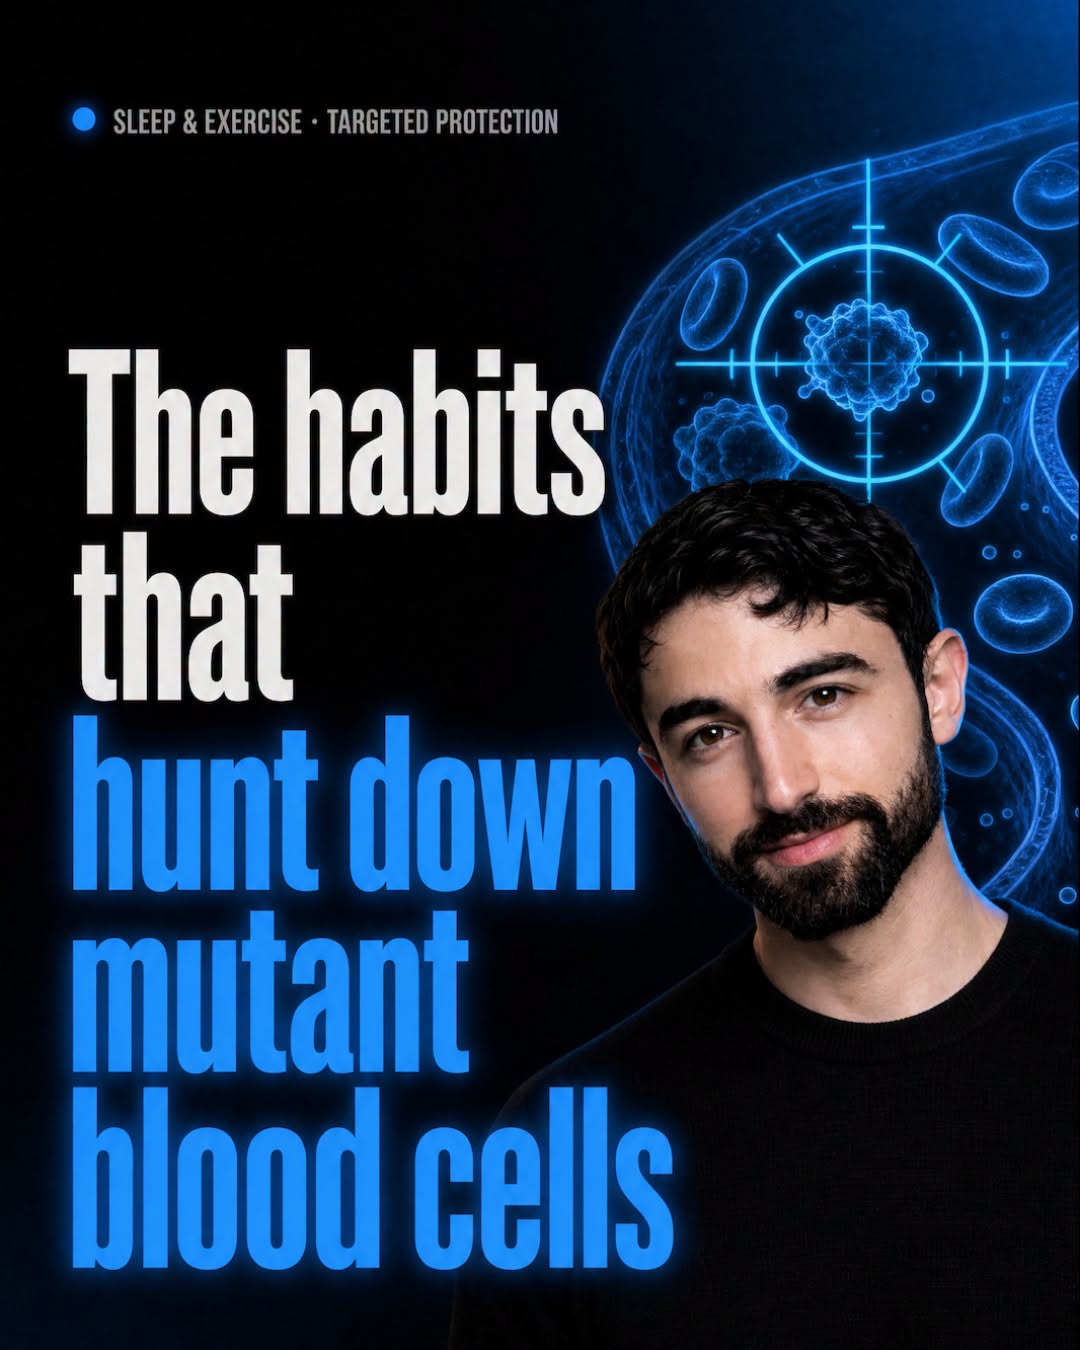 SLEEP & EXERCISE · TARGETED PROTECTION
The habits
that
hunt down
mutant
blood cells